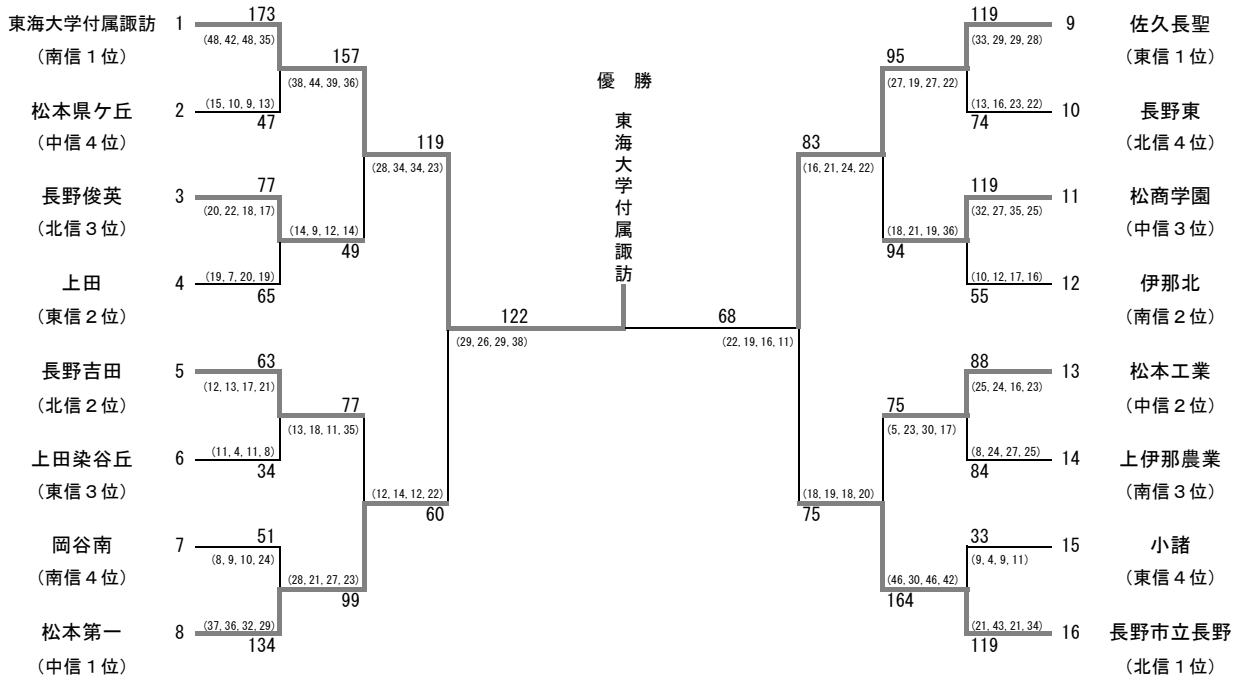 東海大学付属諏訪 1
(南信1位)
173
(48, 42, 48, 35)
松本県ケ丘 2
(中信4位)
(15, 10, 9, 13)
47
157
(38, 44, 39, 36)
長野俊英 3
(北信3位)
77
(20, 22, 18, 17)
上田 4
(東信2位)
(19, 7, 20, 19)
65
(14, 9, 12, 14)
49
119
(28, 34, 34, 23)
長野吉田 5
(北信2位)
63
(12, 13, 17, 21)
上田染谷丘 6
(東信3位)
(11, 4, 11, 8)
34
77
(13, 18, 11, 35)
岡谷南 7
(南信4位)
51
(8, 9, 10, 24)
松本第一 8
(中信1位)
(37, 36, 32, 29)
134
(28, 21, 27, 23)
99
(12, 14, 12, 22)
60
122
(29, 26, 29, 38)
優 勝
東海大学付属諏訪
68
(22, 19, 16, 11)
119
(33, 29, 29, 28)
9 佐久長聖
(東信1位)
(13, 16, 23, 22)
74
10 長野東
(北信4位)
95
(27, 19, 27, 22)
119
(32, 27, 35, 25)
11 松商学園
(中信3位)
(10, 12, 17, 16)
55
12 伊那北
(南信2位)
(18, 21, 19, 36)
94
83
(16, 21, 24, 22)
88
(25, 24, 16, 23)
13 松本工業
(中信2位)
(8, 24, 27, 25)
84
14 上伊那農業
(南信3位)
75
(5, 23, 30, 17)
33
(9, 4, 9, 11)
15 小諸
(東信4位)
(21, 43, 21, 34)
119
16 長野市立長野
(北信1位)
(46, 30, 46, 42)
164
(18, 19, 18, 20)
75